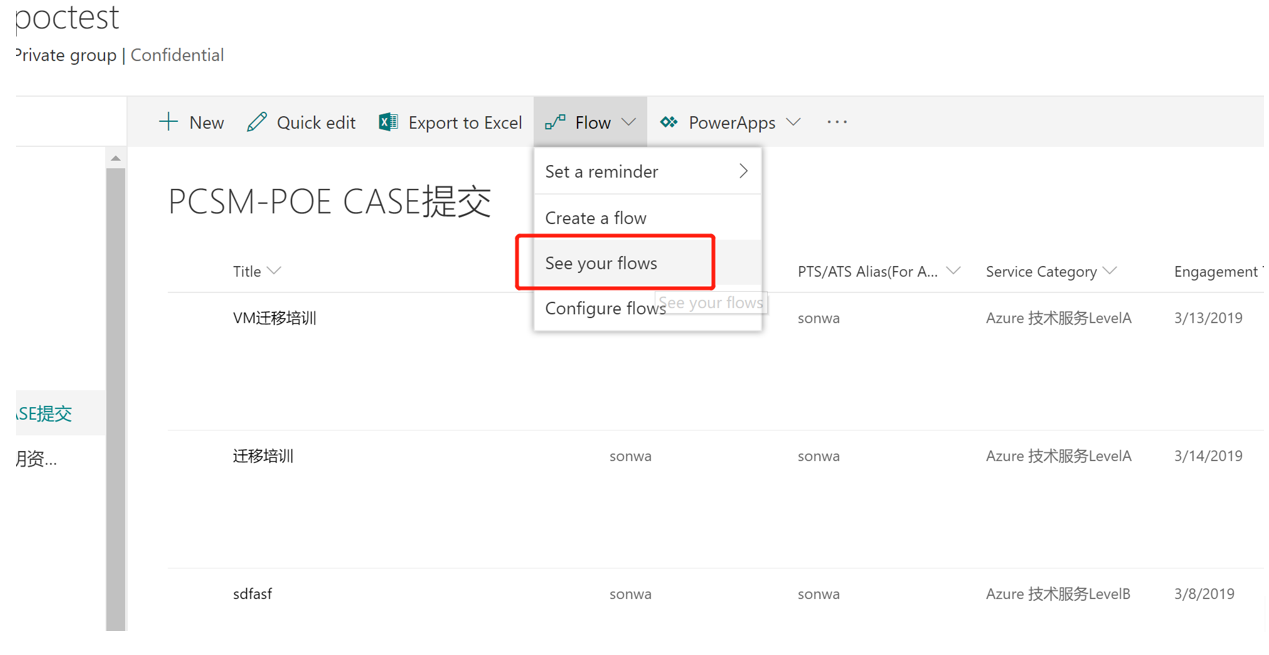 poctest
Private group | Confidential
New Quick edit Export to Excel Flow PowerApps ...
Set a reminder
PCSM-POE CASE提交
Create a flow
See your flows
Title PTS/ATS Alias(For A... Service Category Engagement
See your flows
Configure flows
VM迁移培训 sonwa Azure 技术服务LevelA 3/13/2019
ASE提交
迁移培训 sonwa sonwa Azure 技术服务LevelA 3/14/2019
明资...
sdfasf sonwa sonwa Azure 技术服务LevelB 3/8/2019